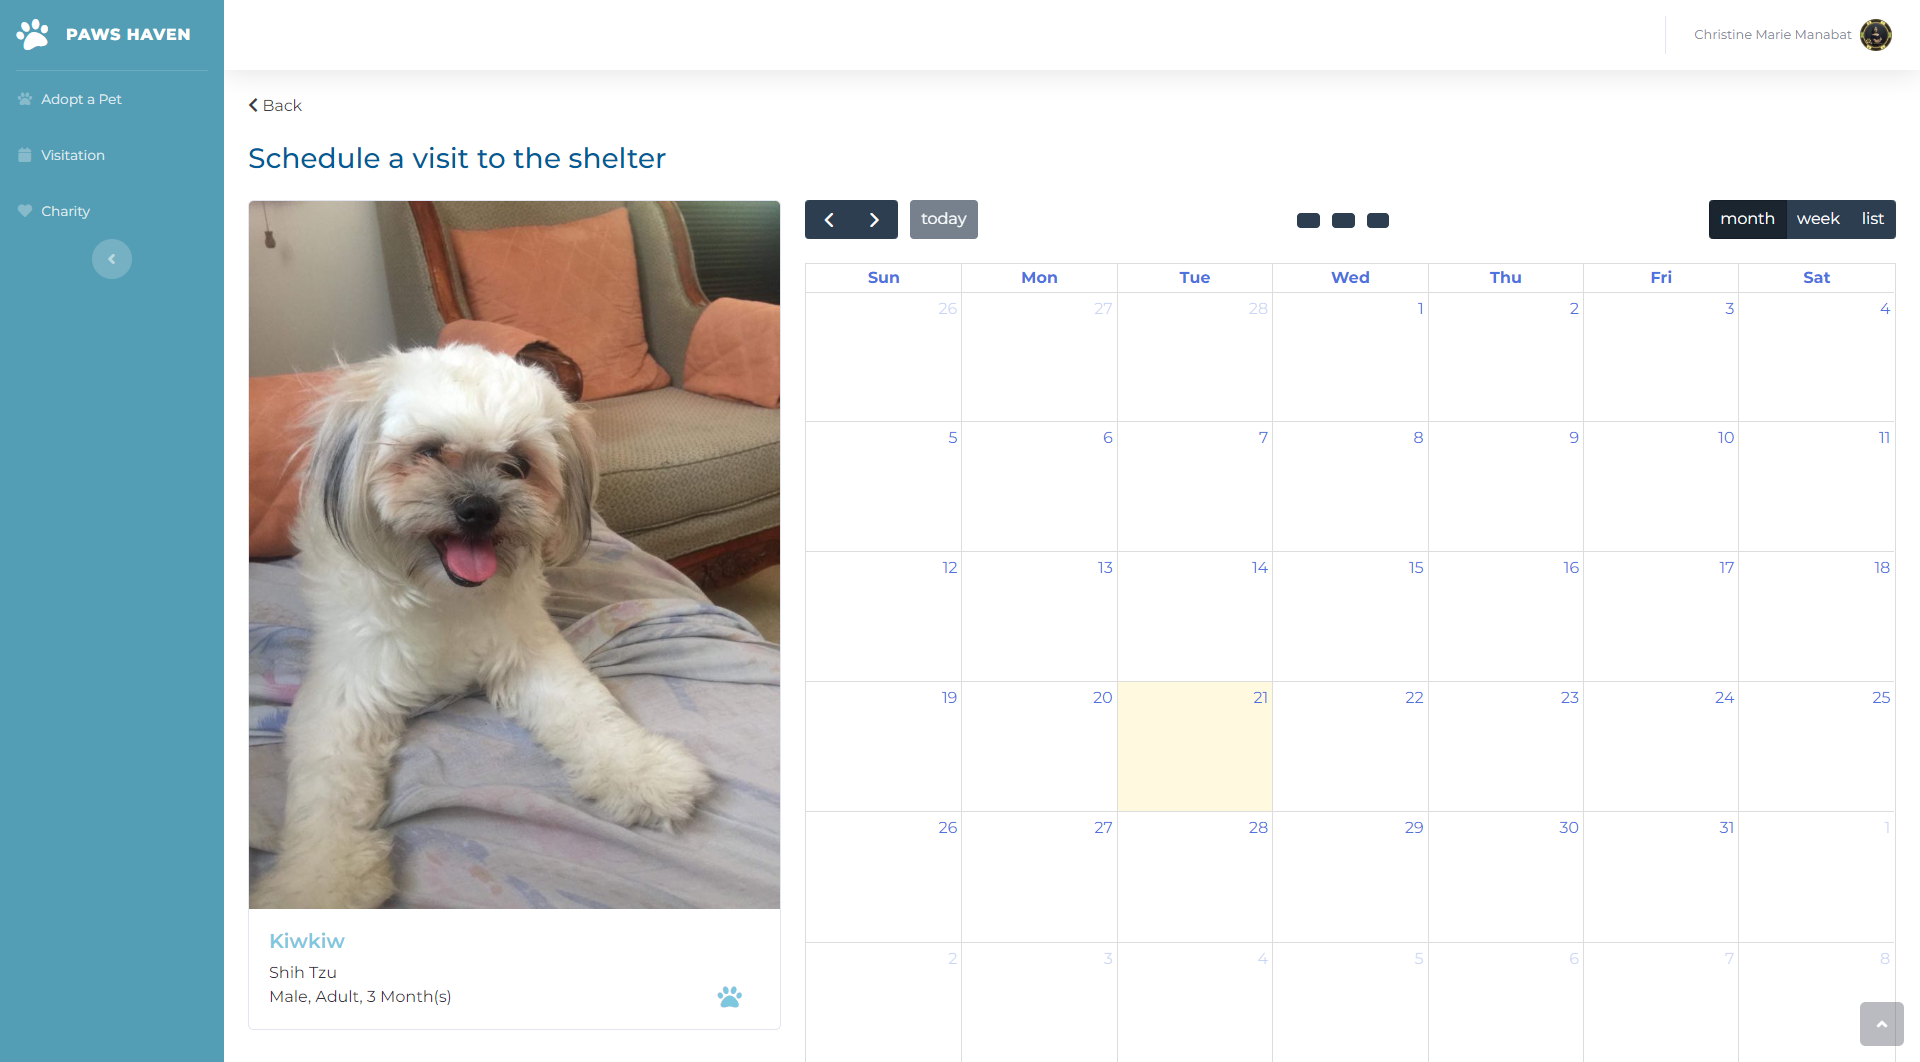 PAWS HAVEN
Christine Marie Manabat
Adopt a Pet
Visitation
Charity
Back
Schedule a visit to the shelter
today
month week list
Sun Mon Tue Wed Thu Fri Sat
26 27 28 1 2 3 4
5 6 7 8 9 10 11
12 13 14 15 16 17 18
19 20 21 22 23 24 25
26 27 28 29 30 31 1
2 3 4 5 6 7 8
Kiwkiw
Shih Tzu
Male, Adult, 3 Month(s)